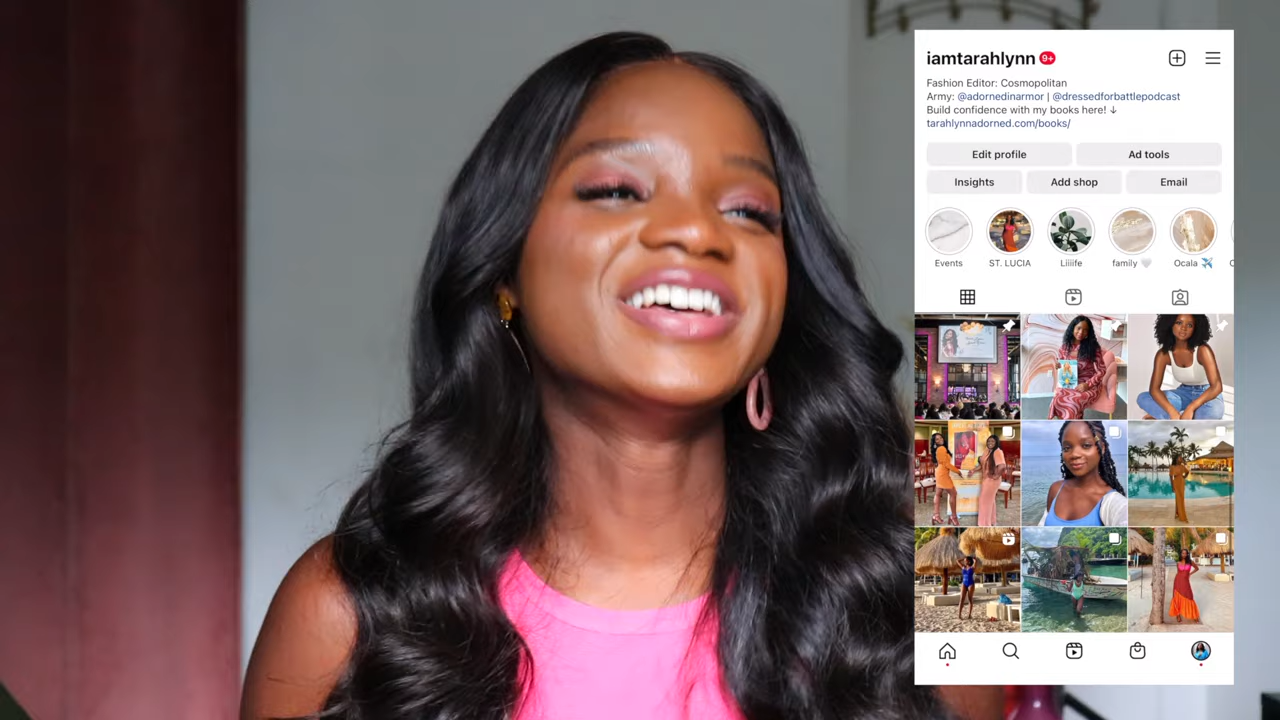 iamtarahlynn 9+
Fashion Editor: Cosmopolitan
Army: @adornedinarmor | @dressedforbattlepodcast
Build confidence with my books here! ↓
tarahlynnadorned.com/books/
Edit profile Ad tools
Insights Add shop Email
Events ST. LUCIA Liiiife family 🤍 Ocala ✈️